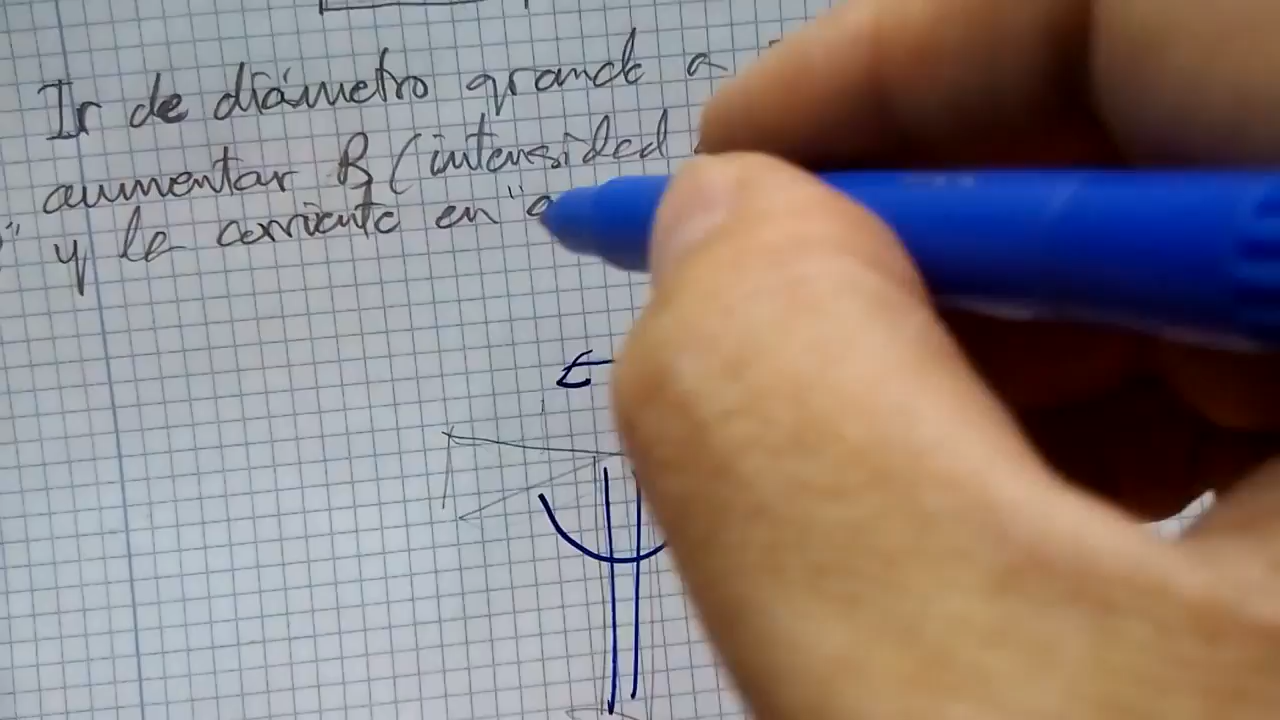 Ir de diámetro grande a
aumentar B (intensidad
y la corriente en "a